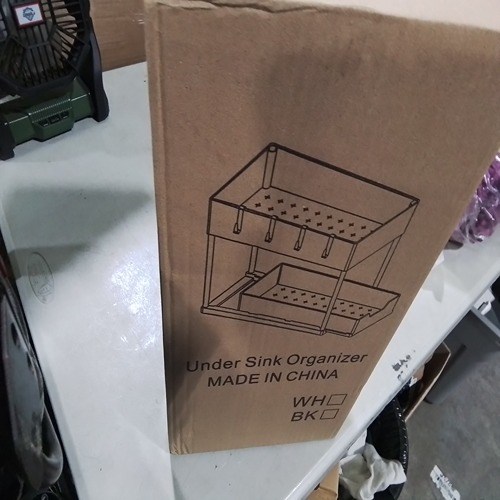 Under Sink Organizer
MADE IN CHINA
WH□
BK□